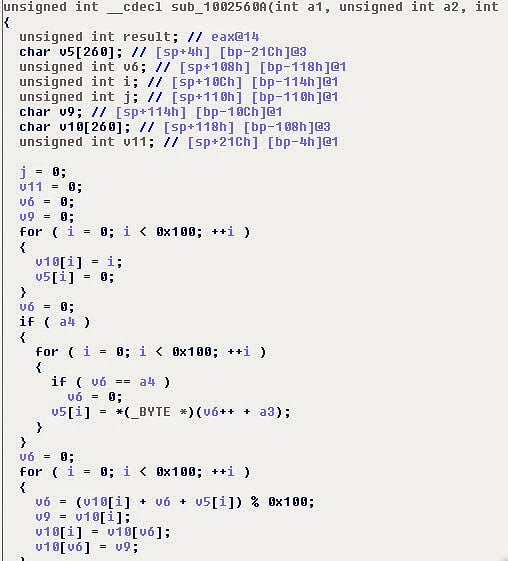 unsigned int __cdecl sub_1002560A(int a1, unsigned int a2, int
{
unsigned int result; // eax@14
char v5[260]; // [sp+4h] [bp-21Ch]@3
unsigned int v6; // [sp+108h] [bp-118h]@1
unsigned int i; // [sp+10Ch] [bp-114h]@1
unsigned int j; // [sp+110h] [bp-110h]@1
char v9; // [sp+114h] [bp-10Ch]@1
char v10[260]; // [sp+118h] [bp-108h]@3
unsigned int v11; // [sp+21Ch] [bp-4h]@1
j = 0;
v11 = 0;
v6 = 0;
v9 = 0;
for ( i = 0; i < 0x100; ++i )
{
v10[i] = i;
v5[i] = 0;
}
v6 = 0;
if ( a4 )
{
for ( i = 0; i < 0x100; ++i )
{
if ( v6 == a4 )
v6 = 0;
v5[i] = *(_BYTE *)(v6++ + a3);
}
}
v6 = 0;
for ( i = 0; i < 0x100; ++i )
{
v6 = (v10[i] + v6 + v5[i]) % 0x100;
v9 = v10[i];
v10[i] = v10[v6];
v10[v6] = v9;